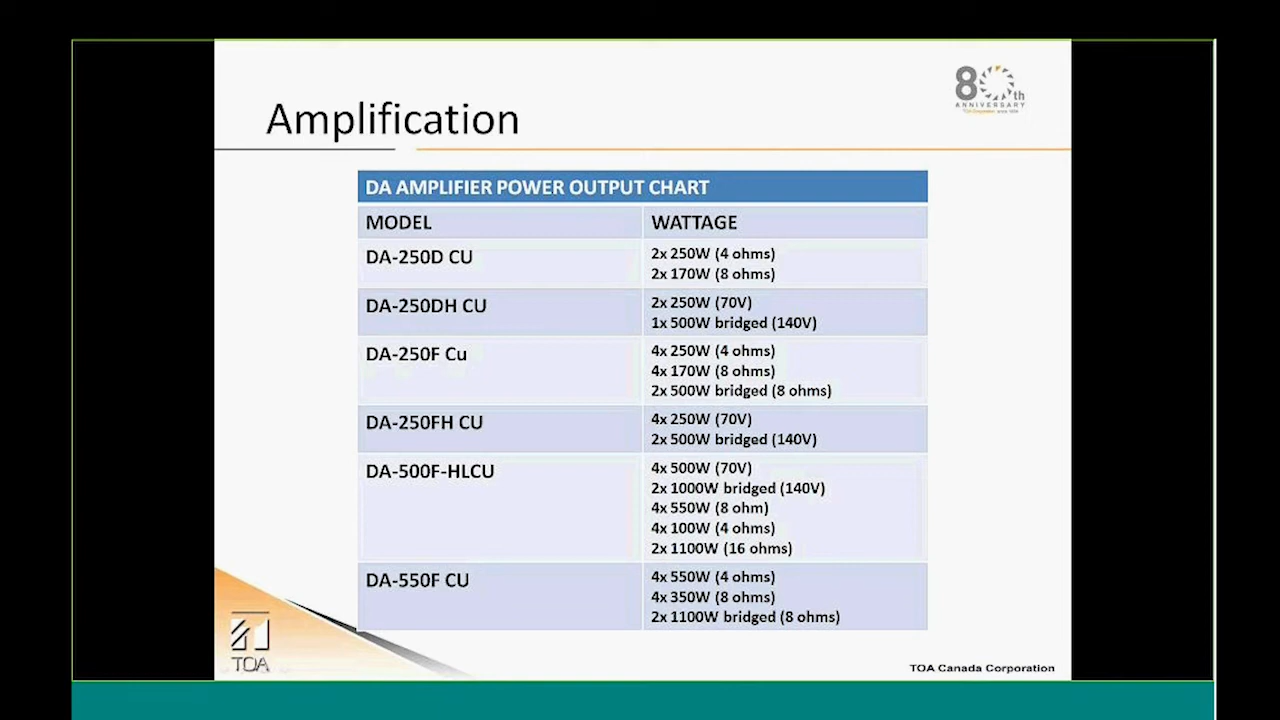 80th
ANNIVERSARY
TOA Corporation since 1934
Amplification
DA AMPLIFIER POWER OUTPUT CHART
MODEL WATTAGE
DA-250D CU 2x 250W (4 ohms)
2x 170W (8 ohms)
DA-250DH CU 2x 250W (70V)
1x 500W bridged (140V)
DA-250F Cu 4x 250W (4 ohms)
4x 170W (8 ohms)
2x 500W bridged (8 ohms)
DA-250FH CU 4x 250W (70V)
2x 500W bridged (140V)
DA-500F-HLCU 4x 500W (70V)
2x 1000W bridged (140V)
4x 550W (8 ohm)
4x 100W (4 ohms)
2x 1100W (16 ohms)
DA-550F CU 4x 550W (4 ohms)
4x 350W (8 ohms)
2x 1100W bridged (8 ohms)
TOA
TOA Canada Corporation